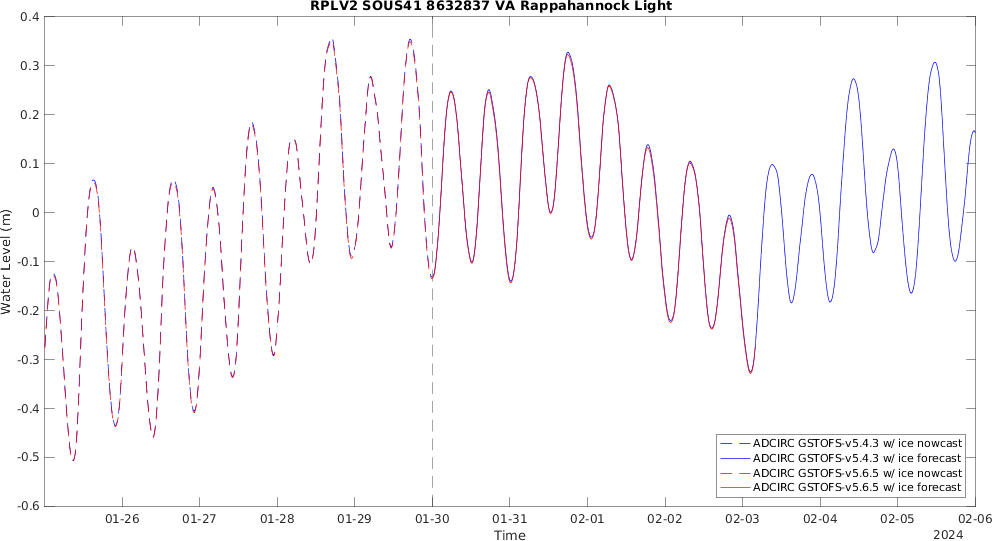 RPLV2 SOUS41 8632837 VA Rappahannock Light
0.4
0.3
0.2
0.1
0
-0.1
-0.2
-0.3
-0.4
-0.5
-0.6
Water Level (m)
ADCIRC GSTOFS-v5.4.3 w/ ice nowcast
ADCIRC GSTOFS-v5.4.3 w/ ice forecast
ADCIRC GSTOFS-v5.6.5 w/ ice nowcast
ADCIRC GSTOFS-v5.6.5 w/ ice forecast
01-26 01-27 01-28 01-29 01-30 01-31 02-01 02-02 02-03 02-04 02-05 02-06
Time
2024